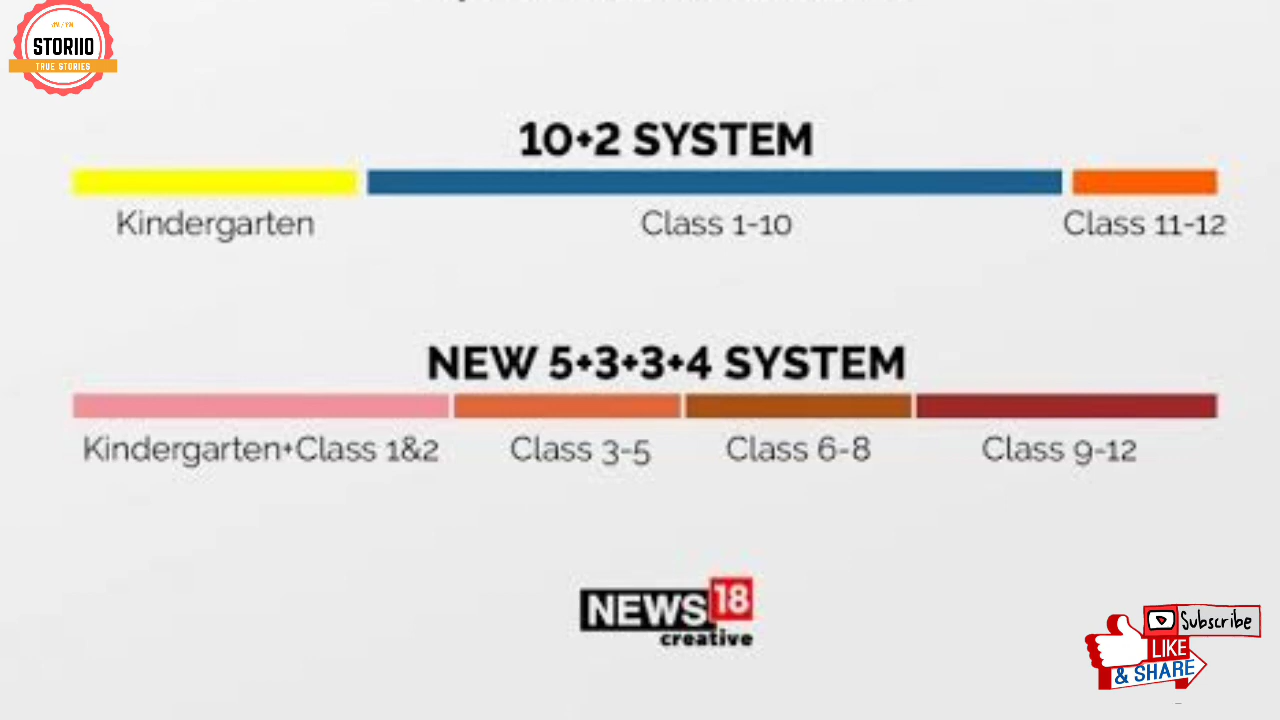 STORIIO
TRUE STORIES
10+2 SYSTEM
Kindergarten
Class 1-10
Class 11-12
NEW 5+3+3+4 SYSTEM
Kindergarten+Class 1&2
Class 3-5
Class 6-8
Class 9-12
NEWS18
creative
Subscribe
LIKE
& SHARE